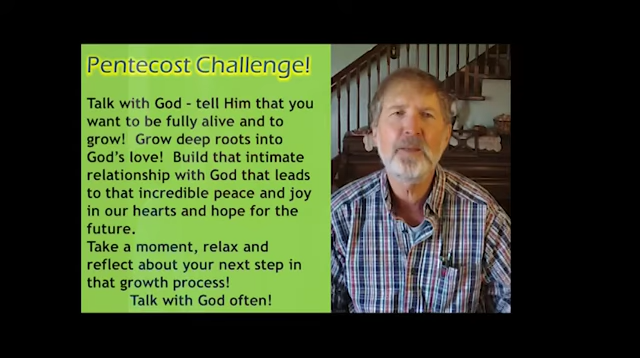 Pentecost Challenge!
Talk with God - tell Him that you
want to be fully alive and to
grow!  Grow deep roots into
God's love!  Build that intimate
relationship with God that leads
to that incredible peace and joy
in our hearts and hope for the
future.
Take a moment, relax and
reflect about your next step in
that growth process!
Talk with God often!